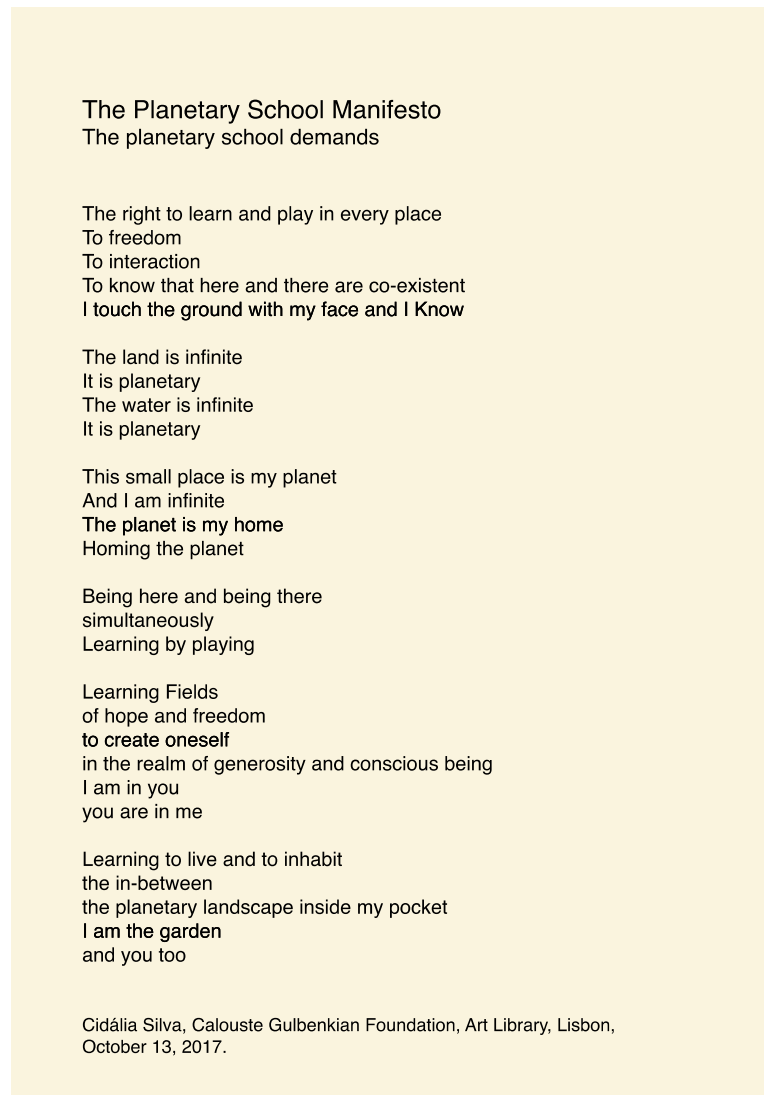 The Planetary School Manifesto
The planetary school demands
The right to learn and play in every place
To freedom
To interaction
To know that here and there are co-existent
I touch the ground with my face and I Know
The land is infinite
It is planetary
The water is infinite
It is planetary
This small place is my planet
And I am infinite
The planet is my home
Homing the planet
Being here and being there
simultaneously
Learning by playing
Learning Fields
of hope and freedom
to create oneself
in the realm of generosity and conscious being
I am in you
you are in me
Learning to live and to inhabit
the in-between
the planetary landscape inside my pocket
I am the garden
and you too
Cidália Silva, Calouste Gulbenkian Foundation, Art Library, Lisbon,
October 13, 2017.